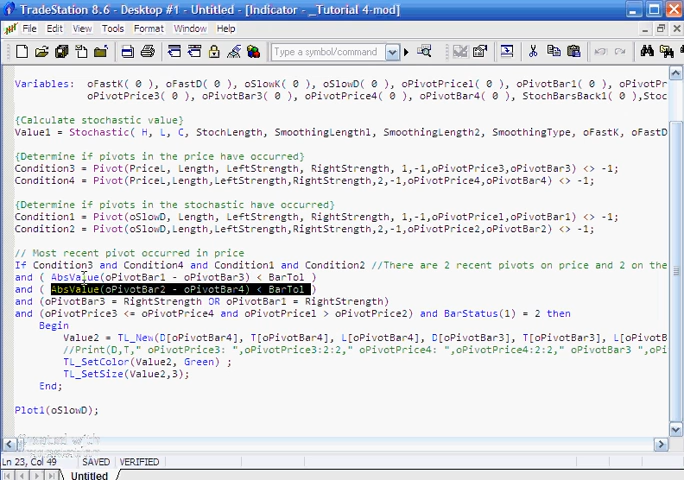 TradeStation 8.6 - Desktop #1 - Untitled - [Indicator - _Tutorial 4-mod]
File Edit View Tools Format Window Help
Type a symbol/command
Variables: oFastK( 0 ), oFastD( 0 ), oSlowK( 0 ), oSlowD( 0 ), oPivotPrice1( 0 ), oPivotBar1( 0 ), oPivotPr
oPivotPrice3( 0 ), oPivotBar3( 0 ), oPivotPrice4( 0 ), oPivotBar4( 0 ), StochBarsBack1( 0 ),Stoc
{Calculate stochastic value}
Value1 = Stochastic( H, L, C, StochLength, SmoothingLength1, SmoothingLength2, SmoothingType, oFastK, oFastD
{Determine if pivots in the price have occurred}
Condition3 = Pivot(PriceL, Length,LeftStrength, RightStrength, 1,-1,oPivotPrice3,oPivotBar3) <> -1;
Condition4 = Pivot(PriceL,Length,LeftStrength,RightStrength,2,-1,oPivotPrice4,oPivotBar4) <> -1;
{Determine if pivots in the stochastic have occurred}
Condition1 = Pivot(oSlowD, Length, LeftStrength, RightStrength, 1,-1,oPivotPrice1,oPivotBar1) <> -1;
Condition2 = Pivot(oSlowD,Length,LeftStrength,RightStrength,2,-1,oPivotPrice2,oPivotBar2) <> -1;
// Most recent pivot occurred in price
If Condition3 and Condition4 and Condition1 and Condition2 //There are 2 recent pivots on price and 2 on the
and ( AbsValue(oPivotBar1 - oPivotBar3) < BarTol )
and ( AbsValue(oPivotBar2 - oPivotBar4) < BarTol )
and (oPivotBar3 = RightStrength OR oPivotBar1 = RightStrength)
and (oPivotPrice3 <= oPivotPrice4 and oPivotPrice1 > oPivotPrice2) and BarStatus(1) = 2 then
Begin
Value2 = TL_New(D[oPivotBar4], T[oPivotBar4], L[oPivotBar4], D[oPivotBar3], T[oPivotBar3], L[oPivotB
//Print(D,T," oPivotPrice3: ",oPivotPrice3:2:2," oPivotPrice4: ",oPivotPrice4:2:2," oPivotBar3 ",oPiv
TL_SetColor(Value2, Green) ;
TL_SetSize(Value2,3);
End;
Plot1(oSlowD);
Ln 23, Col 49 SAVED VERIFIED
Untitled